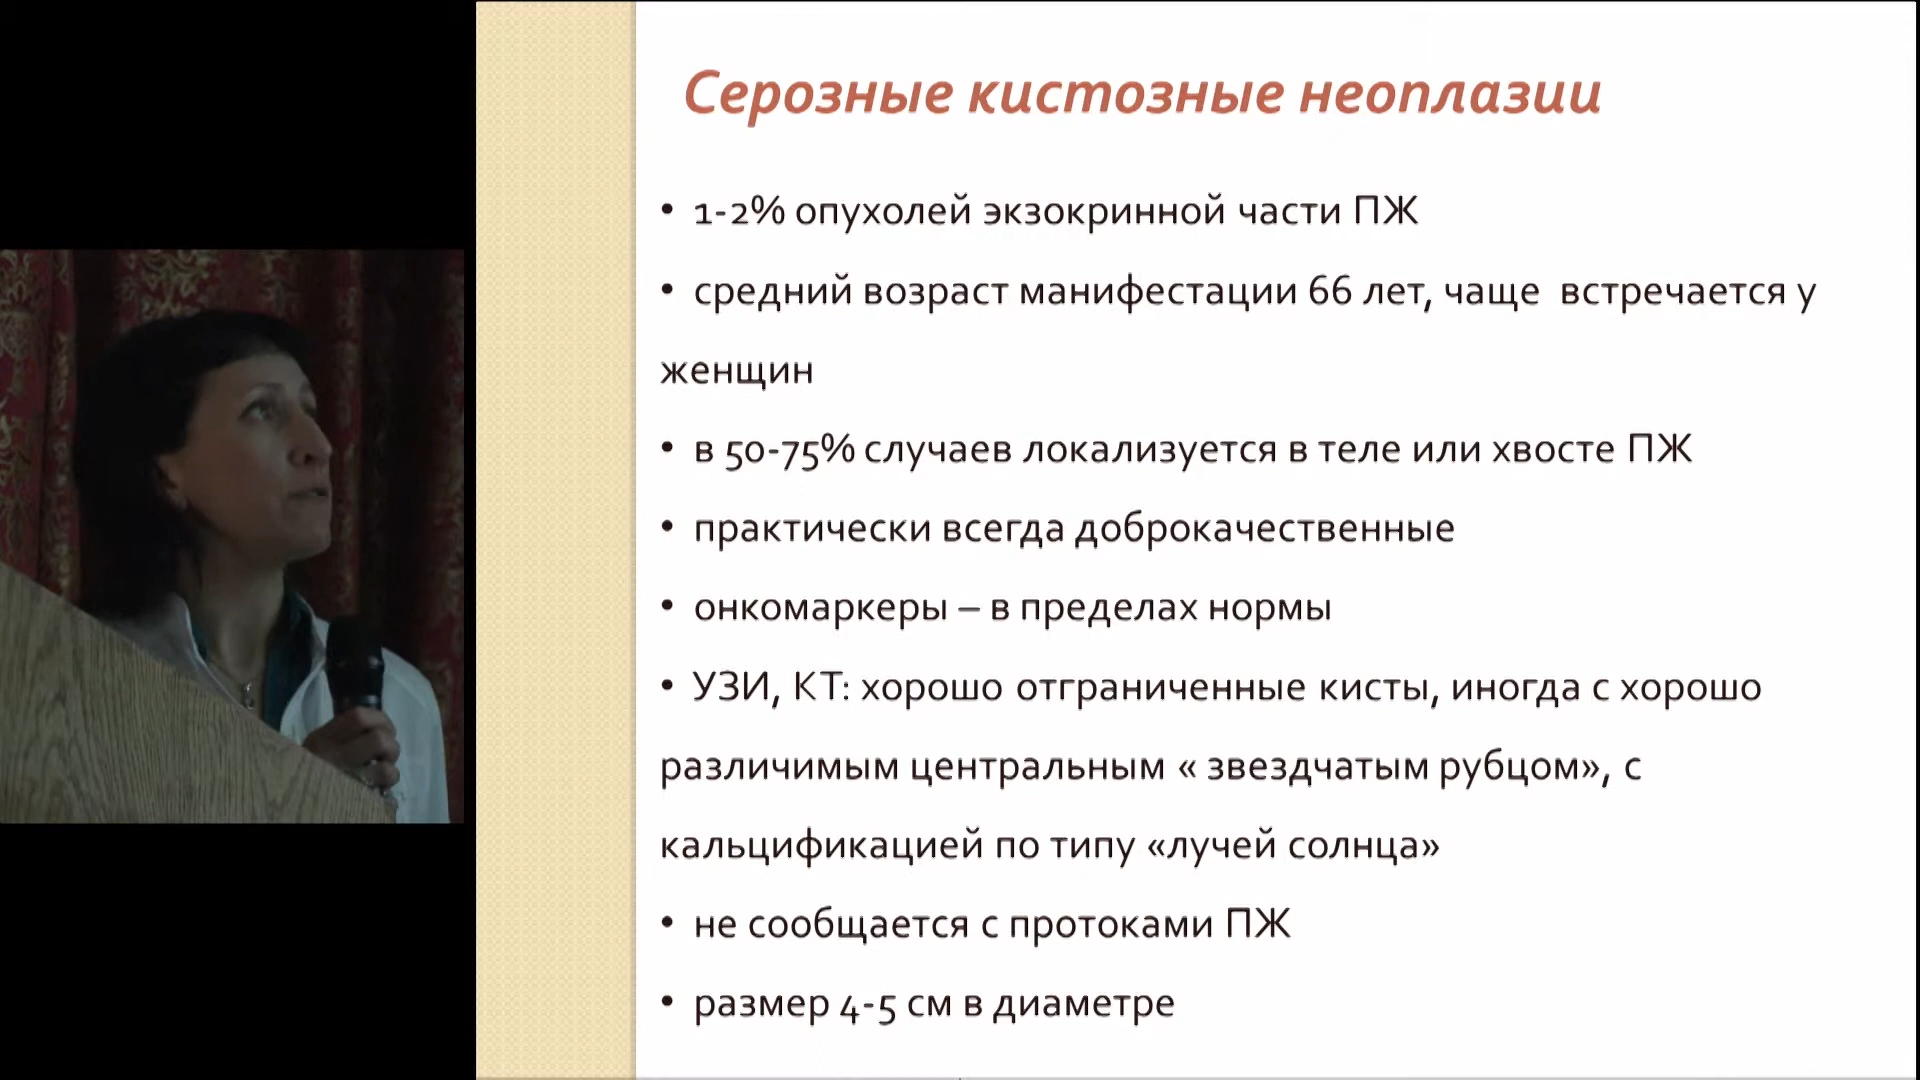 Серозные кистозные неоплазии
• 1-2% опухолей экзокринной части ПЖ
• средний возраст манифестации 66 лет, чаще встречается у
женщин
• в 50-75% случаев локализуется в теле или хвосте ПЖ
• практически всегда доброкачественные
• онкомаркеры – в пределах нормы
• УЗИ, КТ: хорошо отграниченные кисты, иногда с хорошо
различимым центральным « звездчатым рубцом», с
кальцификацией по типу «лучей солнца»
• не сообщается с протоками ПЖ
• размер 4-5 см в диаметре